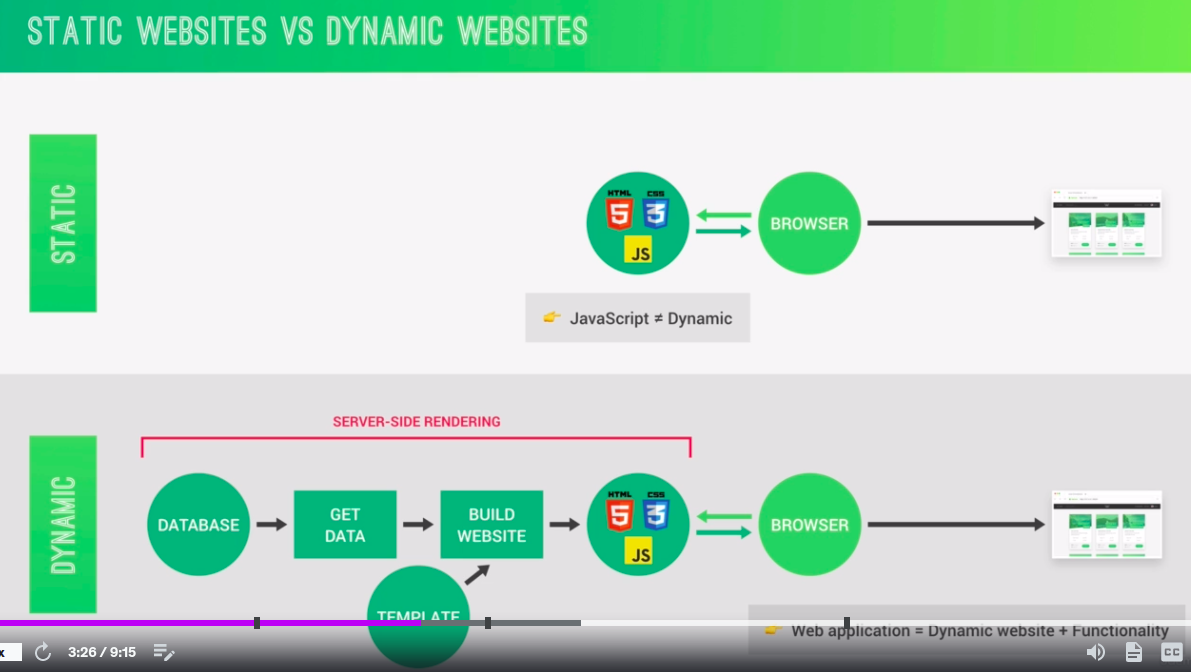 STATIC WEBSITES VS DYNAMIC WEBSITES
STATIC
HTML
5
CSS
3
JS
BROWSER
JavaScript ≠ Dynamic
SERVER-SIDE RENDERING
DYNAMIC
DATABASE
GET
DATA
BUILD
WEBSITE
HTML
5
CSS
3
JS
BROWSER
TEMPLATE
Web application = Dynamic website + Functionality
x
3:26 / 9:15
CC